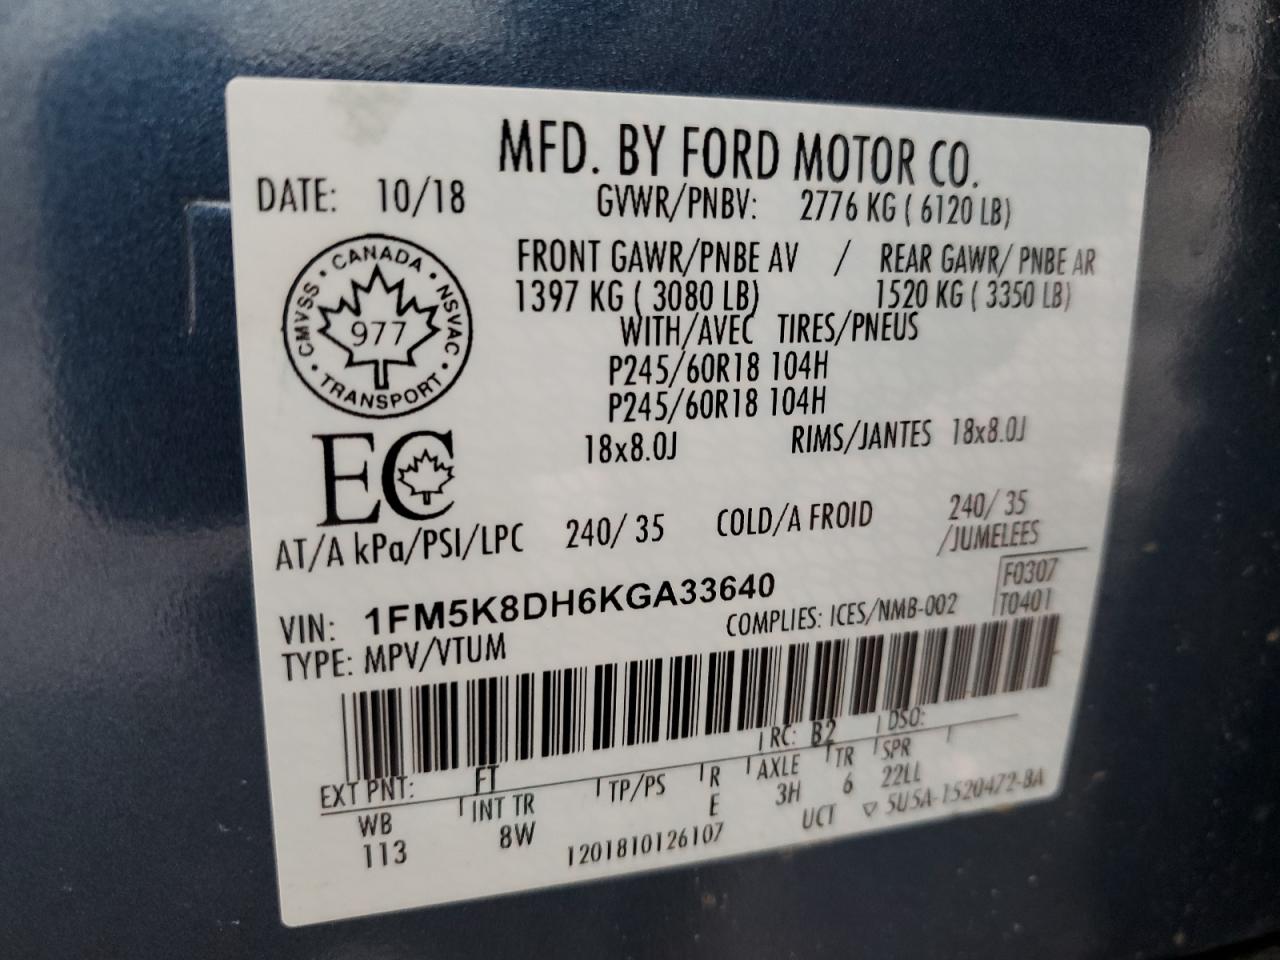 MFD. BY FORD MOTOR CO.
DATE: 10/18
GVWR/PNBV: 2776 KG ( 6120 LB)
FRONT GAWR/PNBE AV / REAR GAWR/ PNBE AR
1397 KG ( 3080 LB) 1520 KG ( 3350 LB)
WITH/AVEC TIRES/PNEUS
P245/60R18 104H
P245/60R18 104H
18x8.0J RIMS/JANTES 18x8.0J
CANADA
CMVSS NSVAC
977
TRANSPORT
EC
AT/A kPa/PSI/LPC 240/ 35 COLD/A FROID 240/ 35
/JUMELEES
VIN: 1FM5K8DH6KGA33640
F0307
T0401
TYPE: MPV/VTUM
COMPLIES: ICES/NMB-002
EXT PNT: FT RC: B2 DSO:
WB INT TR TP/PS R AXLE TR SPR
113 8W E 3H 6 22LL
1201810126107 UCT 5U5A-1520472-BA